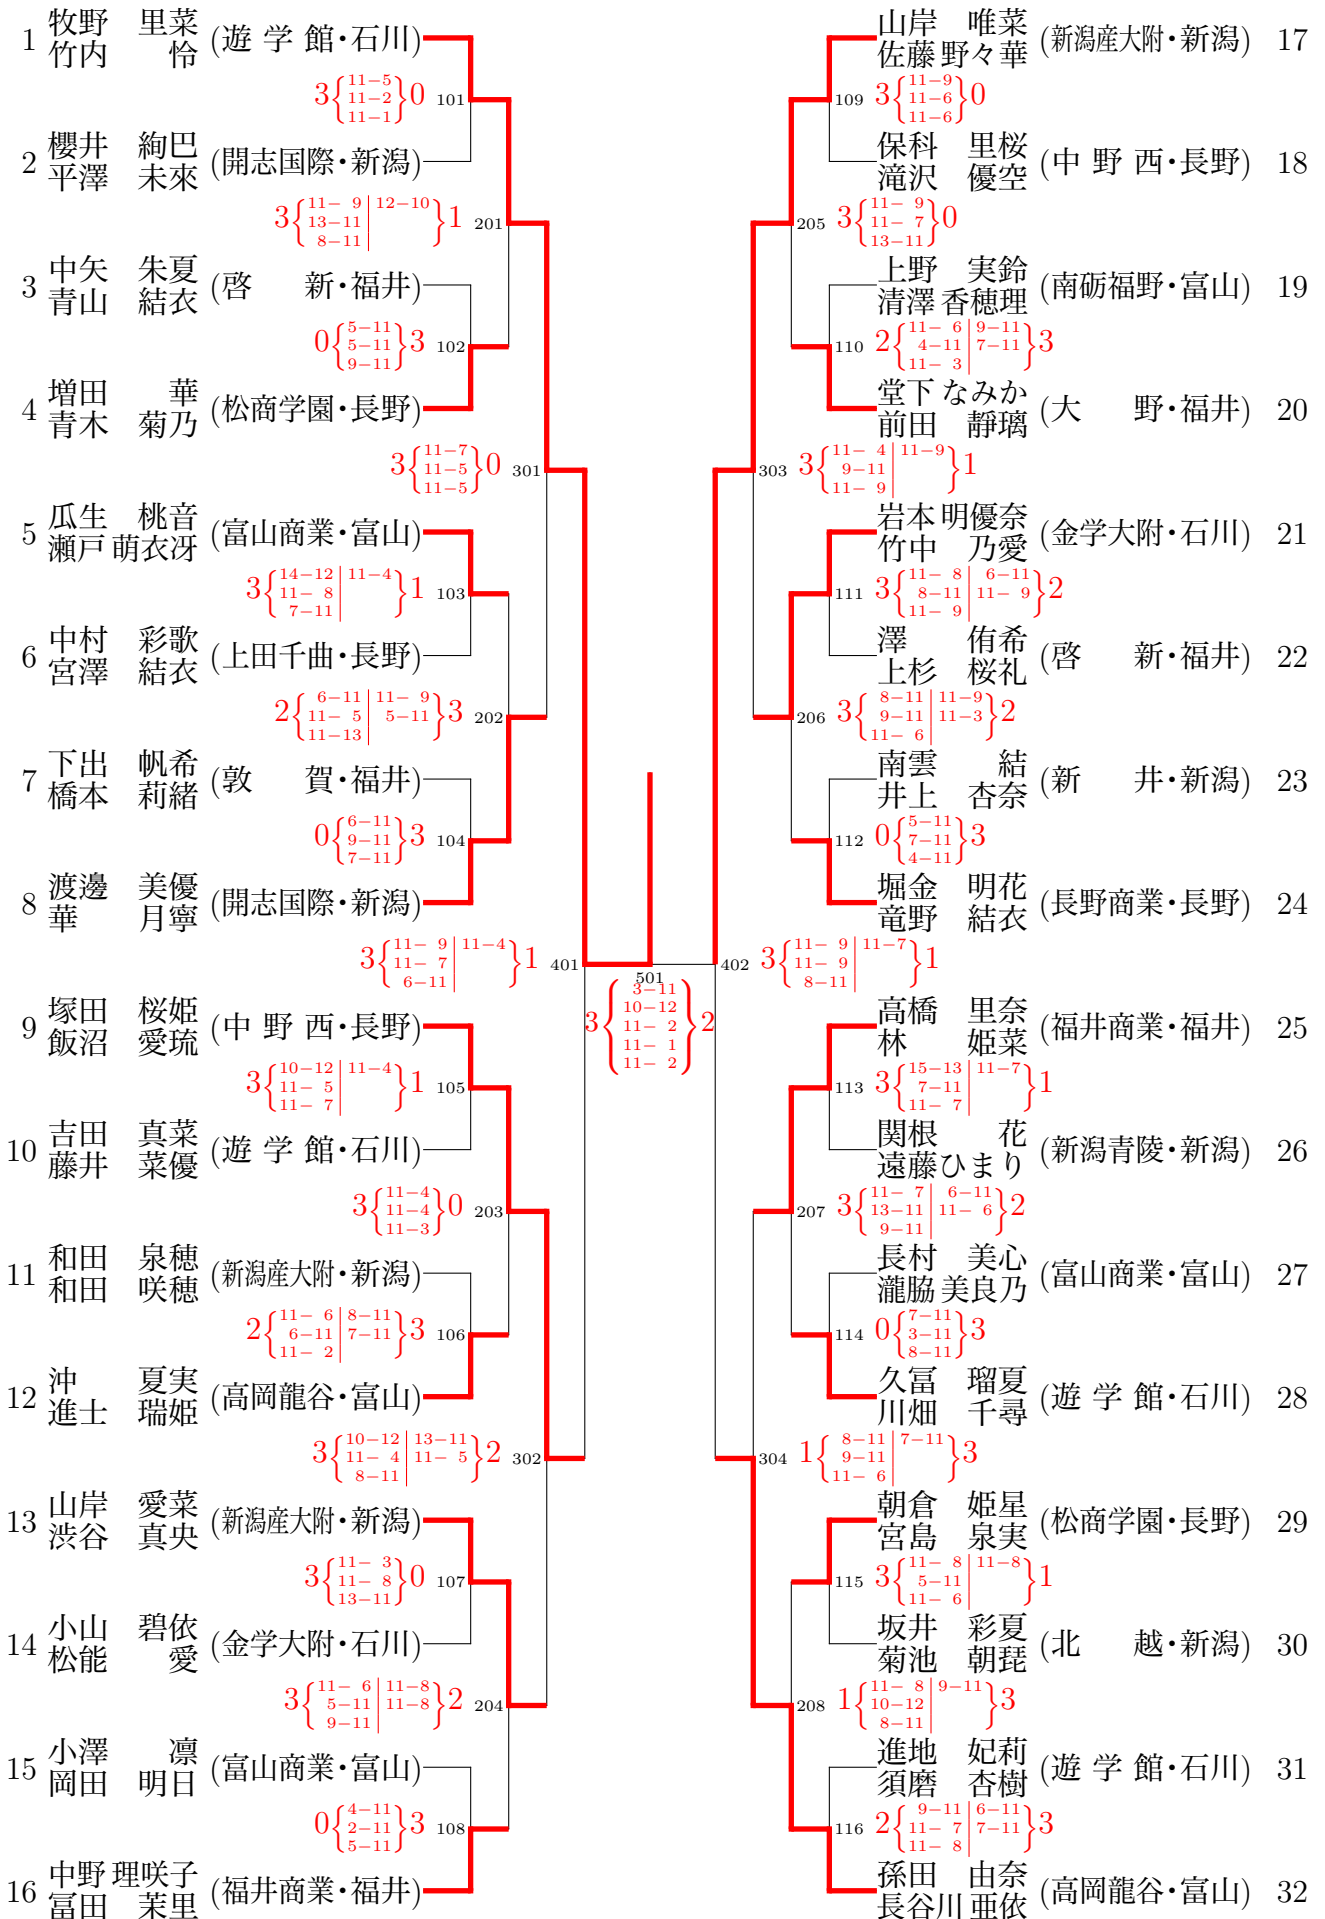 1 牧野 里菜 竹内 怜 (遊学館・石川)
3{11-5 11-2 11-1}0 101
2 櫻井 絢巴 平澤 未來 (開志国際・新潟)
3{11-9 13-11 8-11 | 12-10}1 201
3 中矢 朱夏 青山 結衣 (啓新・福井)
0{5-11 5-11 9-11}3 102
4 増田 華 青木 菊乃 (松商学園・長野)
3{11-7 11-5 11-5}0 301
5 瓜生 桃音 瀬戸 萌衣冴 (富山商業・富山)
3{14-12 11-8 7-11 | 11-4}1 103
6 中村 彩歌 宮澤 結衣 (上田千曲・長野)
2{6-11 11-5 11-13 | 11-9 5-11}3 202
7 下出 帆希 橋本 莉緒 (敦賀・福井)
0{6-11 9-11 7-11}3 104
8 渡邊 美優 華 月寧 (開志国際・新潟)
3{11-9 11-7 6-11 | 11-4}1 401
9 塚田 桜姫 飯沼 愛琉 (中野西・長野)
3{10-12 11-5 11-7 | 11-4}1 105
10 吉田 真菜 藤井 菜優 (遊学館・石川)
3{11-4 11-4 11-3}0 203
11 和田 泉穂 和田 咲穂 (新潟産大附・新潟)
2{11-6 6-11 11-2 | 8-11 7-11}3 106
12 沖 夏実 進士 瑞姫 (高岡龍谷・富山)
3{10-12 11-4 8-11 | 13-11 11-5}2 302
13 山岸 愛菜 渋谷 真央 (新潟産大附・新潟)
3{11-3 11-8 13-11}0 107
14 小山 碧依 松能 愛 (金学大附・石川)
3{11-6 5-11 9-11 | 11-8 11-8}2 204
15 小澤 凛 岡田 明日 (富山商業・富山)
0{4-11 2-11 5-11}3 108
16 中野 理咲子 冨田 茉里 (福井商業・福井)
501
3{3-11 10-12 11-2 11-1 11-2}2
山岸 唯菜 佐藤 野々華 (新潟産大附・新潟) 17
109 3{11-9 11-6 11-6}0
保科 里桜 滝沢 優空 (中野西・長野) 18
205 3{11-9 11-7 13-11}0
上野 実鈴 清澤 香穂理 (南砺福野・富山) 19
110 2{11-6 4-11 11-3 | 9-11 7-11}3
堂下 なみか 前田 靜璃 (大野・福井) 20
303 3{11-4 9-11 11-9 | 11-9}1
岩本 明優奈 竹中 乃愛 (金学大附・石川) 21
111 3{11-8 8-11 11-9 | 6-11 11-9}2
澤 侑希 上杉 桜礼 (啓新・福井) 22
206 3{8-11 9-11 11-6 | 11-9 11-3}2
南雲 結 井上 杏奈 (新井・新潟) 23
112 0{5-11 7-11 4-11}3
堀金 明花 竜野 結衣 (長野商業・長野) 24
402 3{11-9 11-9 8-11 | 11-7}1
高橋 里奈 林 姫菜 (福井商業・福井) 25
113 3{15-13 7-11 11-7 | 11-7}1
関根 花 遠藤 ひまり (新潟青陵・新潟) 26
207 3{11-7 13-11 9-11 | 6-11 11-6}2
長村 美心 瀧脇 美良乃 (富山商業・富山) 27
114 0{7-11 3-11 8-11}3
久冨 瑠夏 川畑 千尋 (遊学館・石川) 28
304 1{8-11 9-11 11-6 | 7-11}3
朝倉 姫星 宮島 泉実 (松商学園・長野) 29
115 3{11-8 5-11 11-6 | 11-8}1
坂井 彩夏 菊池 朝琵 (北越・新潟) 30
208 1{11-8 10-12 8-11 | 9-11}3
進地 妃莉 須磨 杏樹 (遊学館・石川) 31
116 2{9-11 11-7 11-8 | 6-11 7-11}3
孫田 由奈 長谷川 亜依 (高岡龍谷・富山) 32